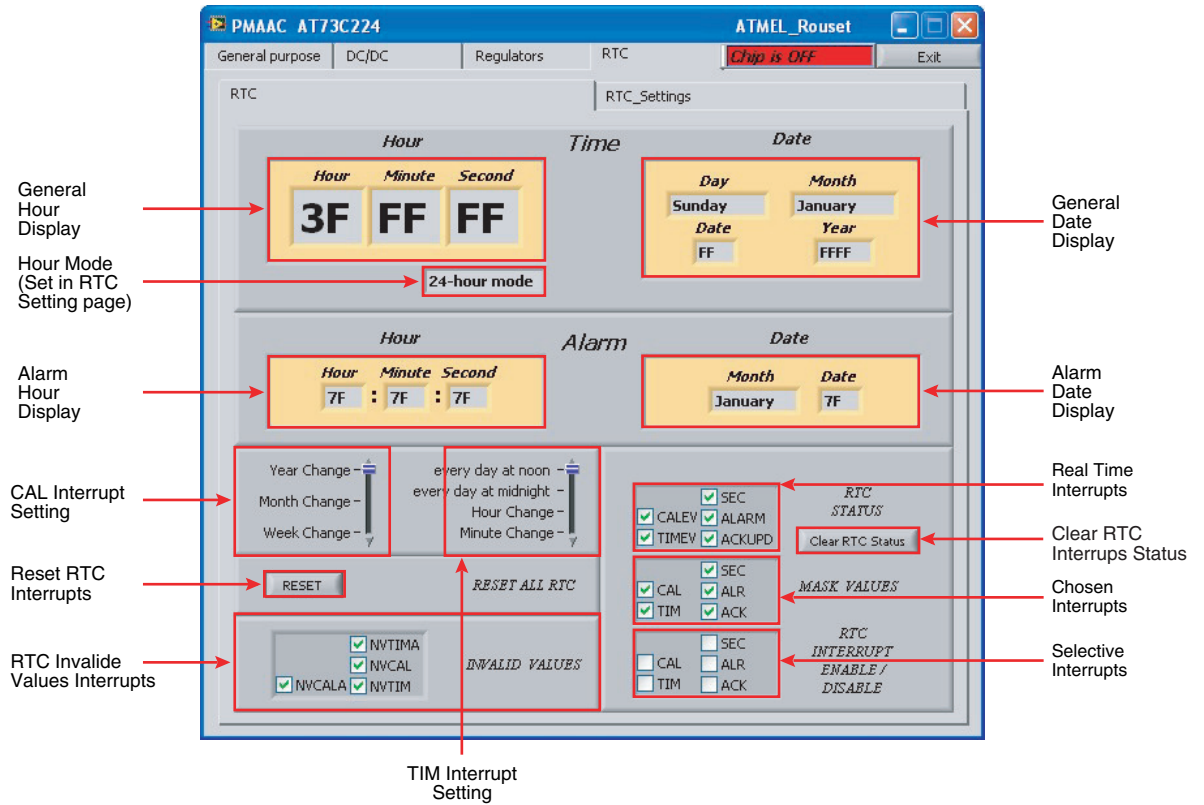 PMAAC AT73C224 ATMEL_Rouset
General purpose DC/DC Regulators RTC Chip is OFF Exit
RTC RTC_Settings
Hour Time Date
Hour Minute Second
3F FF FF
Day Month
Sunday January
Date Year
FF FFFF
24-hour mode
General
Hour
Display
Hour Mode
(Set in RTC
Setting page)
General
Date
Display
Hour Alarm Date
Hour Minute Second
7F : 7F : 7F
Month Date
January 7F
Alarm
Hour
Display
Alarm
Date
Display
Year Change
Month Change
Week Change
every day at noon
every day at midnight
Hour Change
Minute Change
CAL Interrupt
Setting
SEC
CALEV ALARM
TIMEV ACKUPD
RTC
STATUS
Clear RTC Status
Real Time
Interrupts
Clear RTC
Interrups Status
RESET RESET ALL RTC
Reset RTC
Interrupts
SEC
CAL ALR
TIM ACK
MASK VALUES
Chosen
Interrupts
NVTIMA
NVCAL
NVCALA NVTIM
INVALID VALUES
RTC Invalide
Values Interrupts
SEC
CAL ALR
TIM ACK
RTC
INTERRUPT
ENABLE /
DISABLE
Selective
Interrupts
TIM Interrupt
Setting